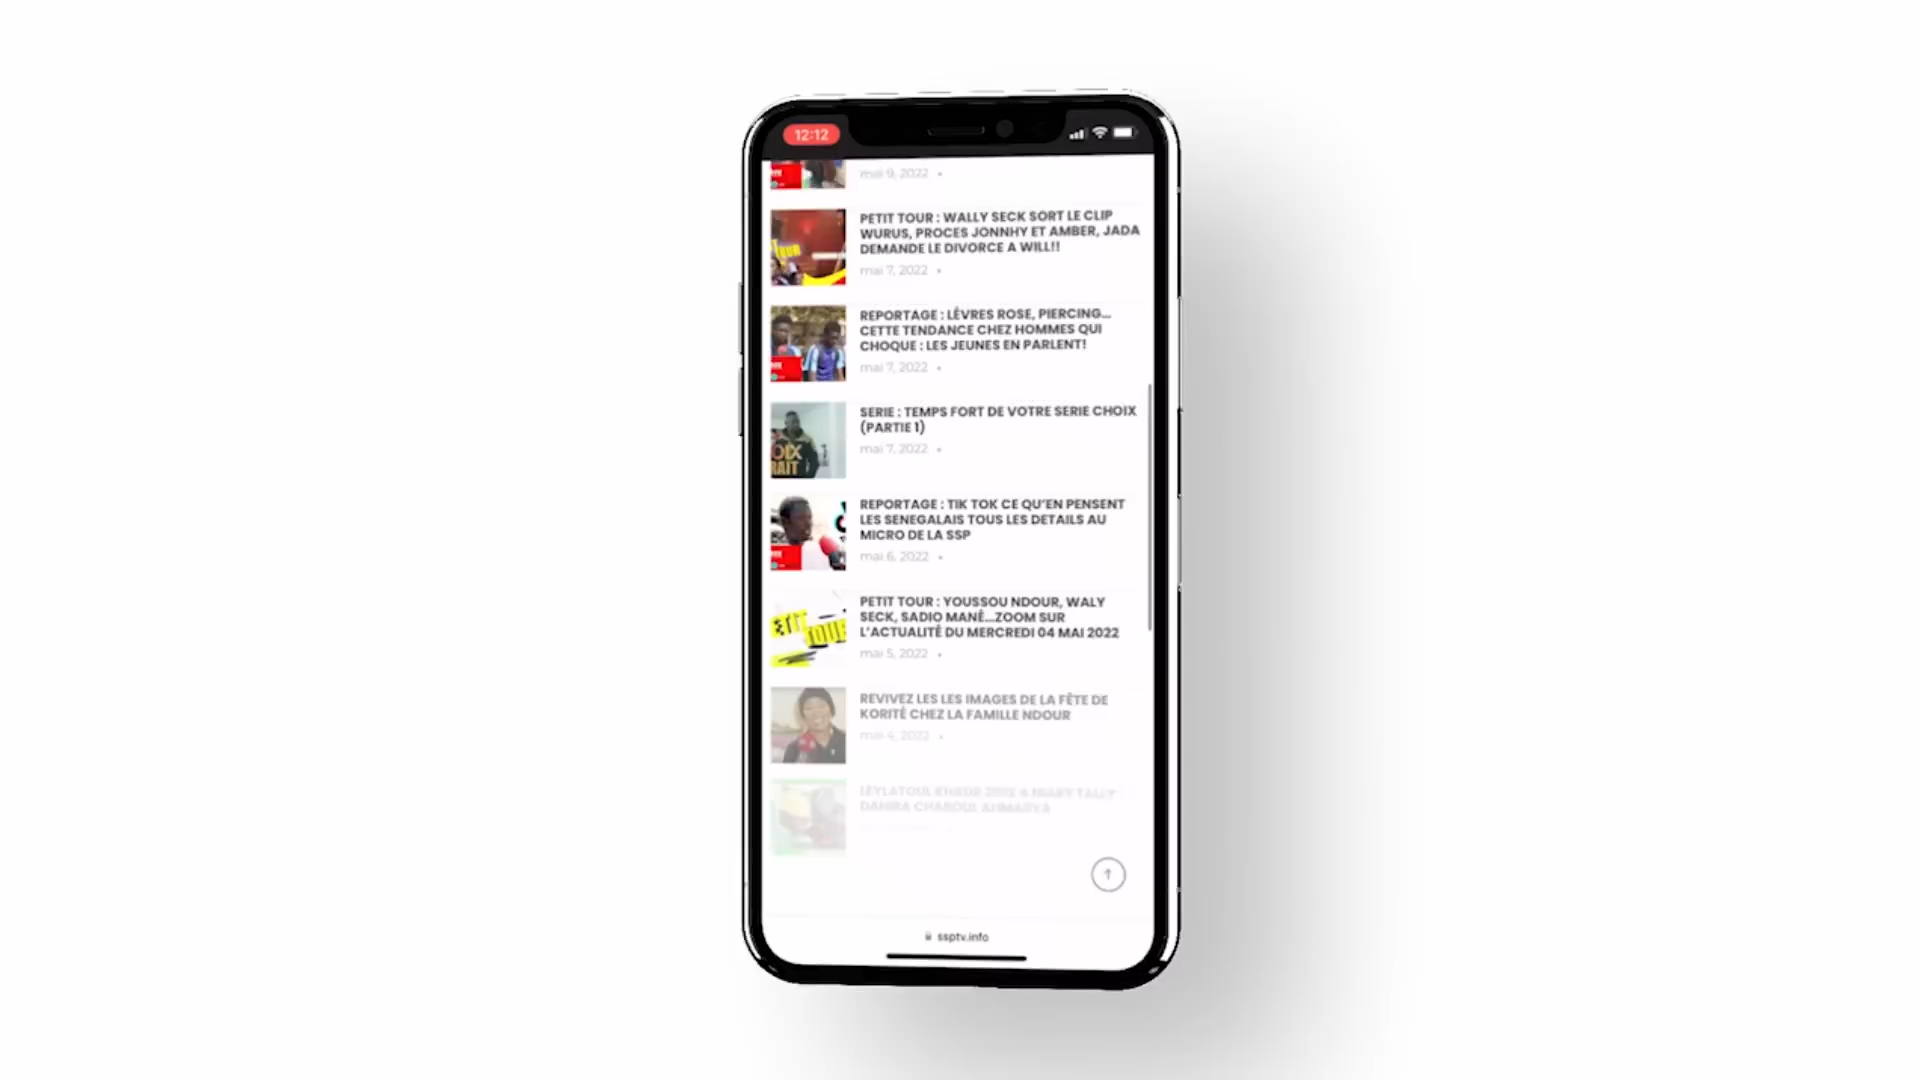 12:12
mai 9, 2022
PETIT TOUR : WALLY SECK SORT LE CLIP
WURUS, PROCES JONNHY ET AMBER, JADA
DEMANDE LE DIVORCE A WILL!!
mai 7, 2022
REPORTAGE : LÈVRES ROSE, PIERCING...
CETTE TENDANCE CHEZ HOMMES QUI
CHOQUE : LES JEUNES EN PARLENT!
mai 7, 2022
SERIE : TEMPS FORT DE VOTRE SERIE CHOIX
(PARTIE 1)
mai 7, 2022
REPORTAGE : TIK TOK CE QU'EN PENSENT
LES SENEGALAIS TOUS LES DETAILS AU
MICRO DE LA SSP
mai 6, 2022
PETIT TOUR : YOUSSOU NDOUR, WALY
SECK, SADIO MANÉ...ZOOM SUR
L'ACTUALITÉ DU MERCREDI 04 MAI 2022
mai 5, 2022
REVIVEZ LES LES IMAGES DE LA FÊTE DE
KORITÉ CHEZ LA FAMILLE NDOUR
mai 4, 2022
ssptv.info